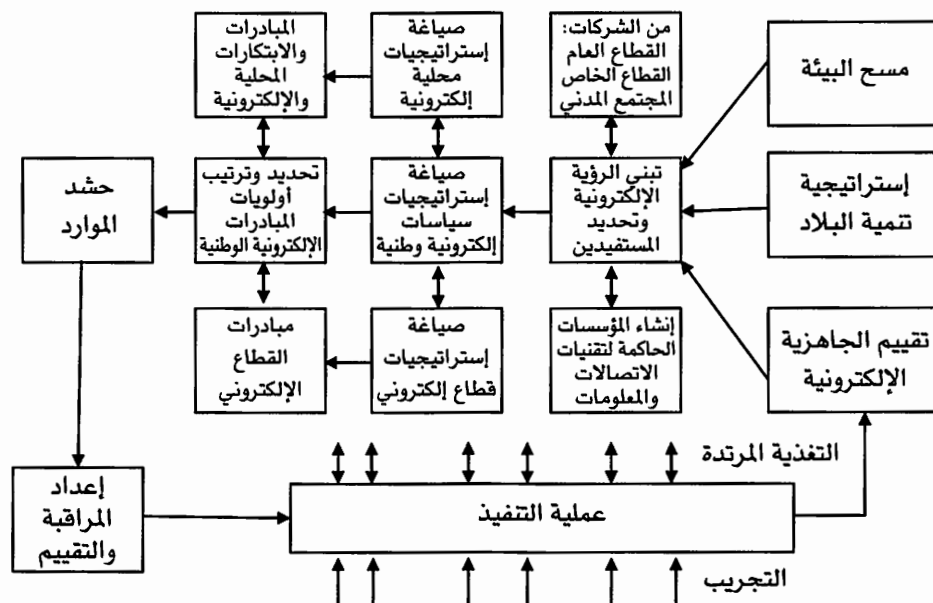 مسح البيئة
إستراتيجية
تنمية البلاد
تقييم الجاهزية
الإلكترونية
من الشركات:
القطاع العام
القطاع الخاص
المجتمع المدني
تبني الرؤية
الإلكترونية
وتحديد
المستفيدين
إنشاء المؤسسات
الحاكمة لتقنيات
الاتصالات
والمعلومات
صياغة
إستراتيجيات
محلية
إلكترونية
صياغة
إستراتيجيات
سياسات
إلكترونية وطنية
صياغة
إستراتيجيات
قطاع إلكتروني
المبادرات
والابتكارات
المحلية
والإلكترونية
تحديد وترتيب
أولويات
المبادرات
الإلكترونية الوطنية
مبادرات
القطاع
الإلكتروني
حشد
الموارد
إعداد
المراقبة
والتقييم
التغذية المرتدة
عملية التنفيذ
التجريب